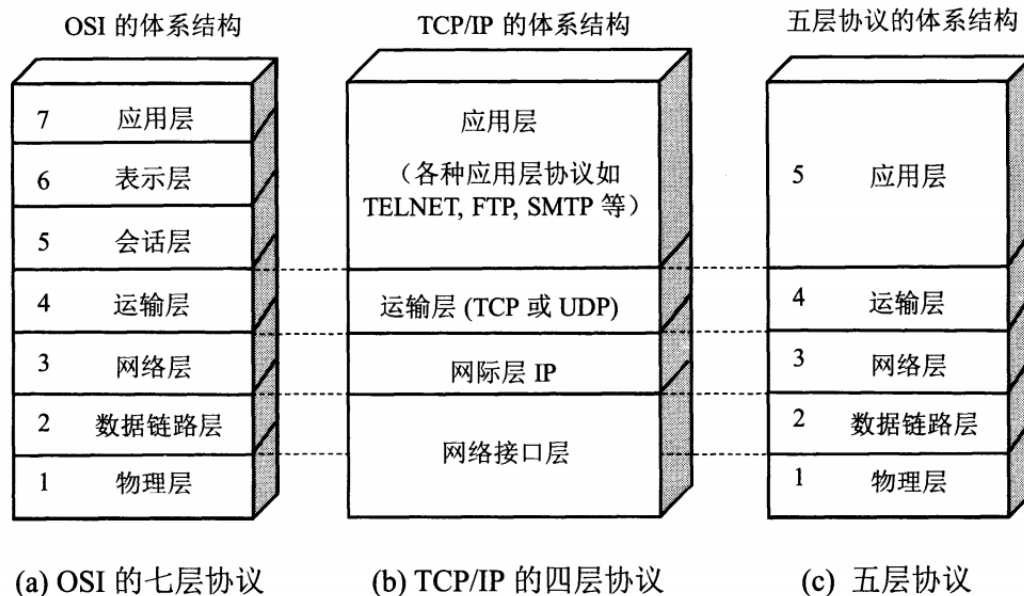 OSI 的体系结构
7 应用层
6 表示层
5 会话层
4 运输层
3 网络层
2 数据链路层
1 物理层
(a) OSI 的七层协议
TCP/IP 的体系结构
应用层
（各种应用层协议如
TELNET, FTP, SMTP 等）
运输层 (TCP 或 UDP)
网际层 IP
网络接口层
(b) TCP/IP 的四层协议
五层协议的体系结构
5 应用层
4 运输层
3 网络层
2 数据链路层
1 物理层
(c) 五层协议